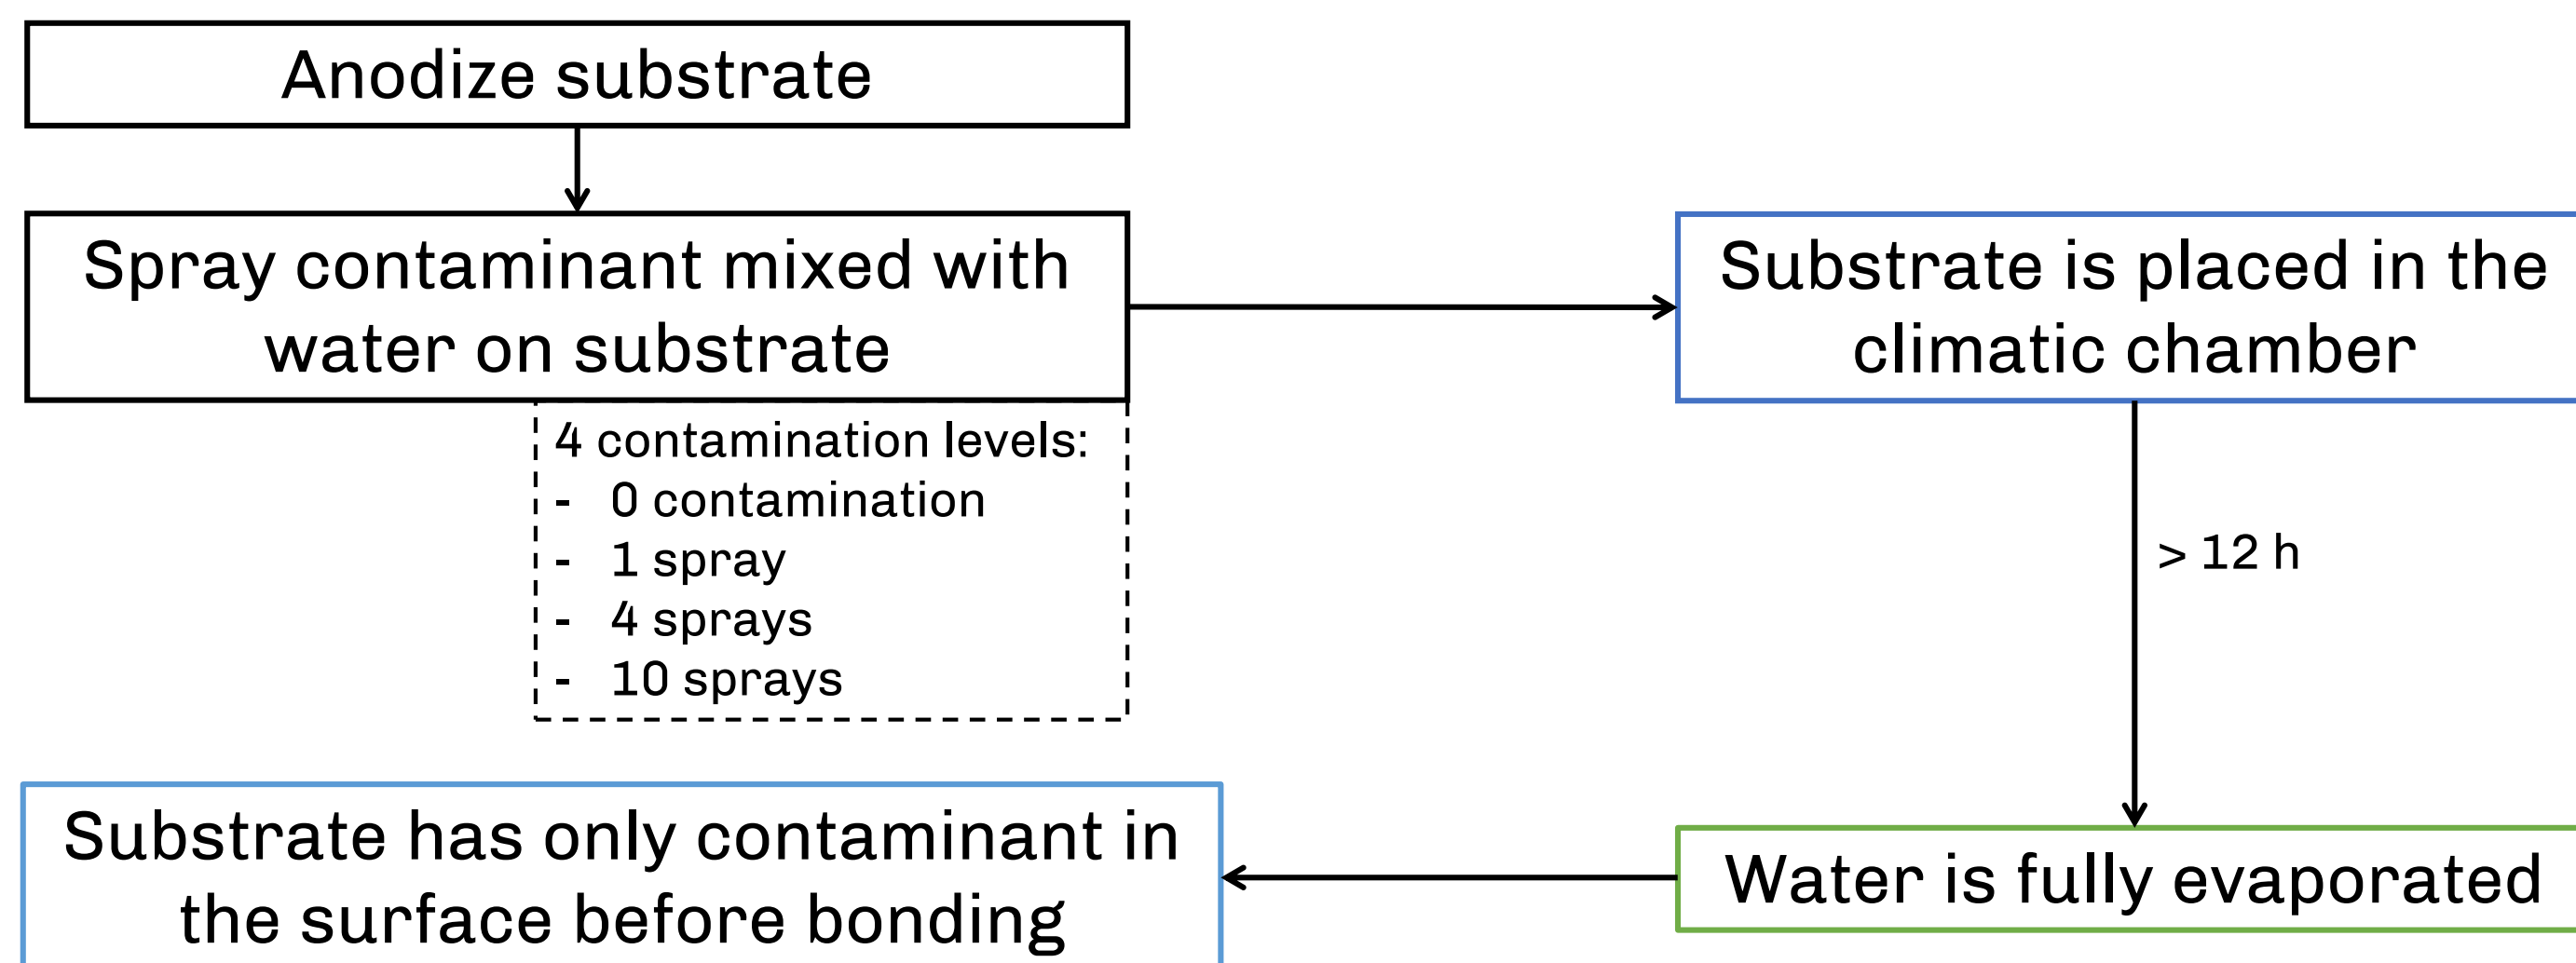 Anodize substrate
Spray contaminant mixed with
water on substrate
4 contamination levels:
- 0 contamination
- 1 spray
- 4 sprays
- 10 sprays
Substrate is placed in the
climatic chamber
> 12 h
Water is fully evaporated
Substrate has only contaminant in
the surface before bonding